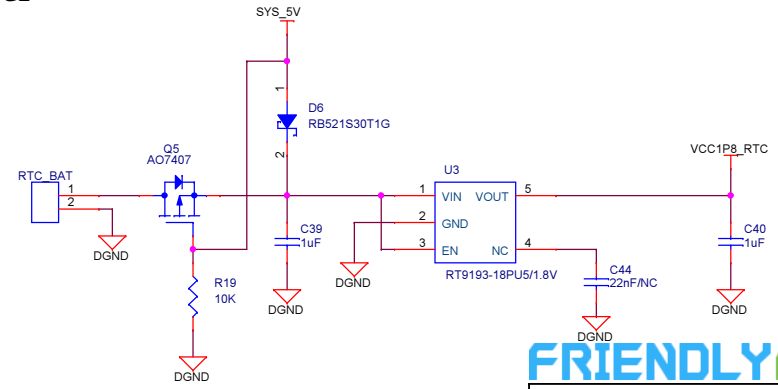 SYS_5V
1
D6
RB521S30T1G
2
Q5
AO7407
RTC_BAT
1
2
DGND
R19
10K
DGND
C39
1uF
DGND
U3
1 VIN VOUT 5
2 GND
3 EN NC 4
RT9193-18PU5/1.8V
DGND
C44
22nF/NC
DGND
VCC1P8_RTC
C40
1uF
DGND
FRIENDLY